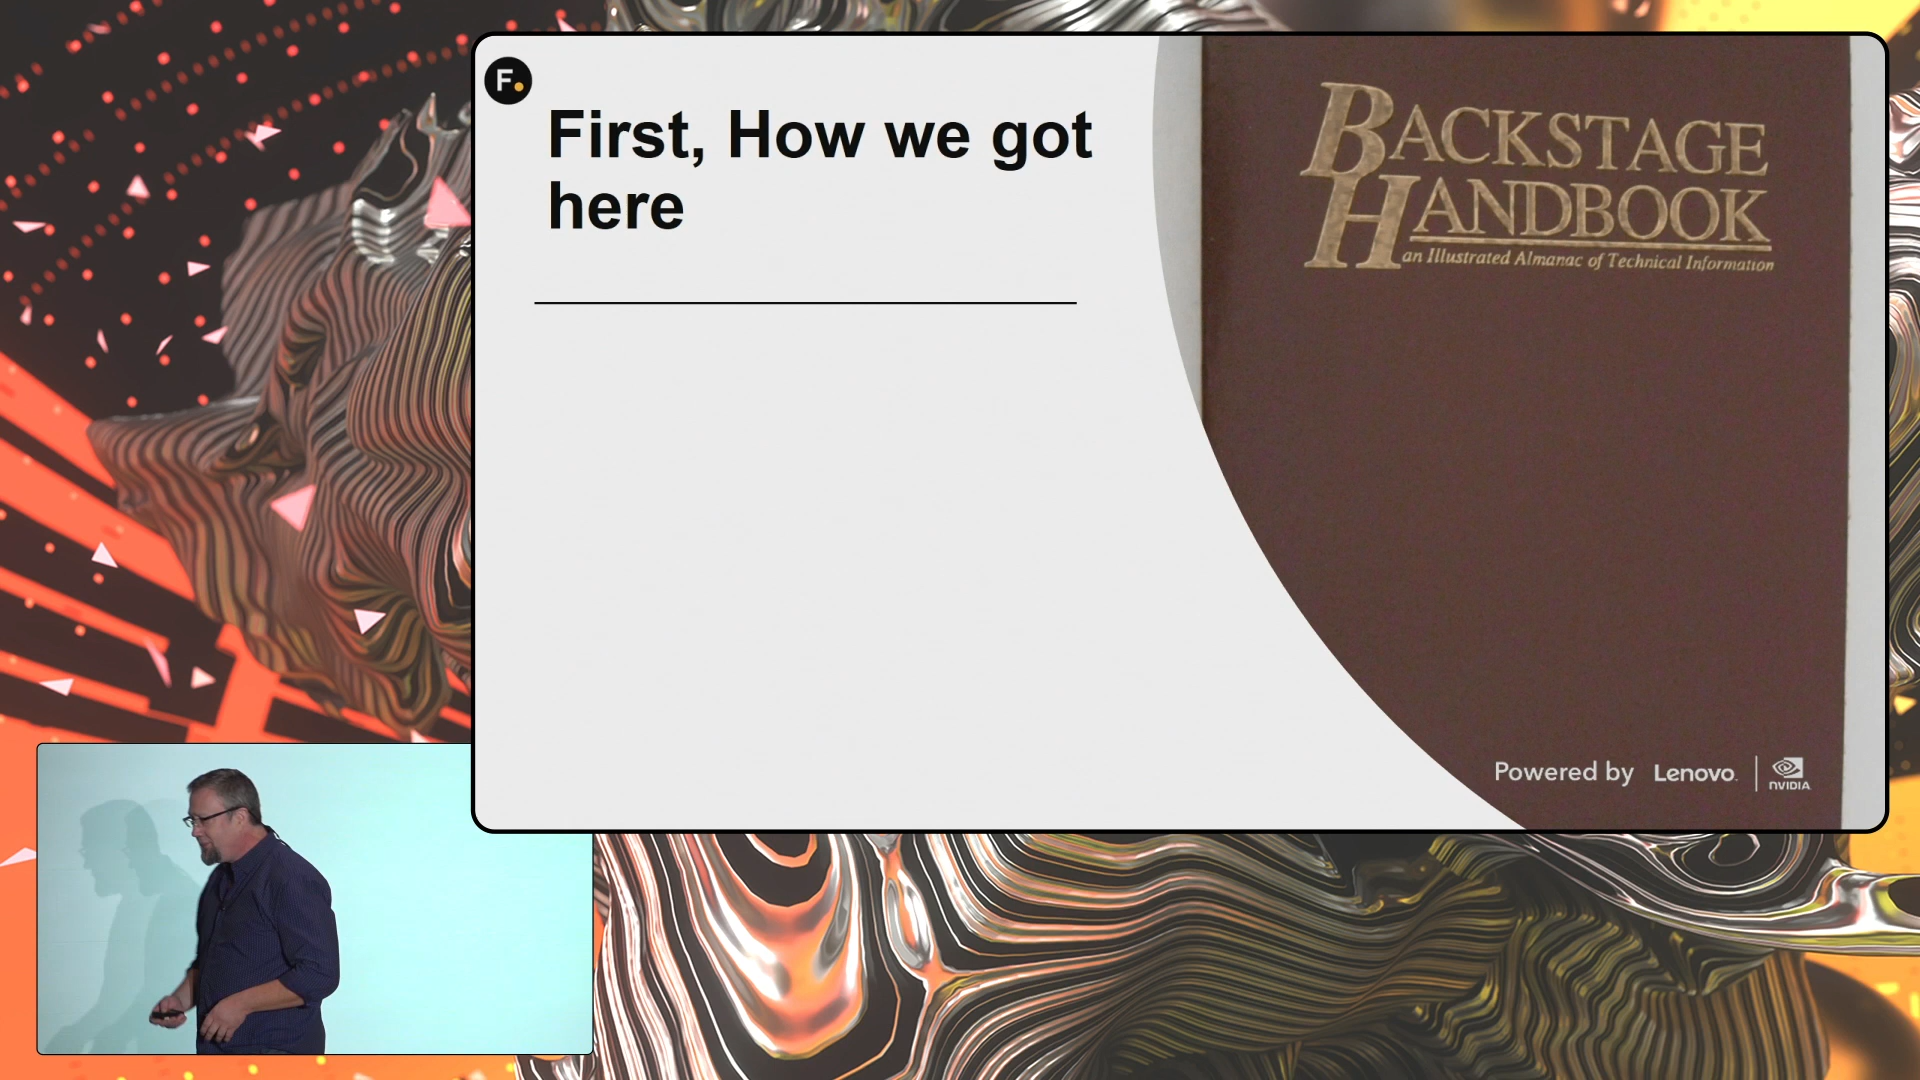 F.
First, How we got
here
BACKSTAGE
HANDBOOK
an Illustrated Almanac of Technical Information
Powered by Lenovo. NVIDIA